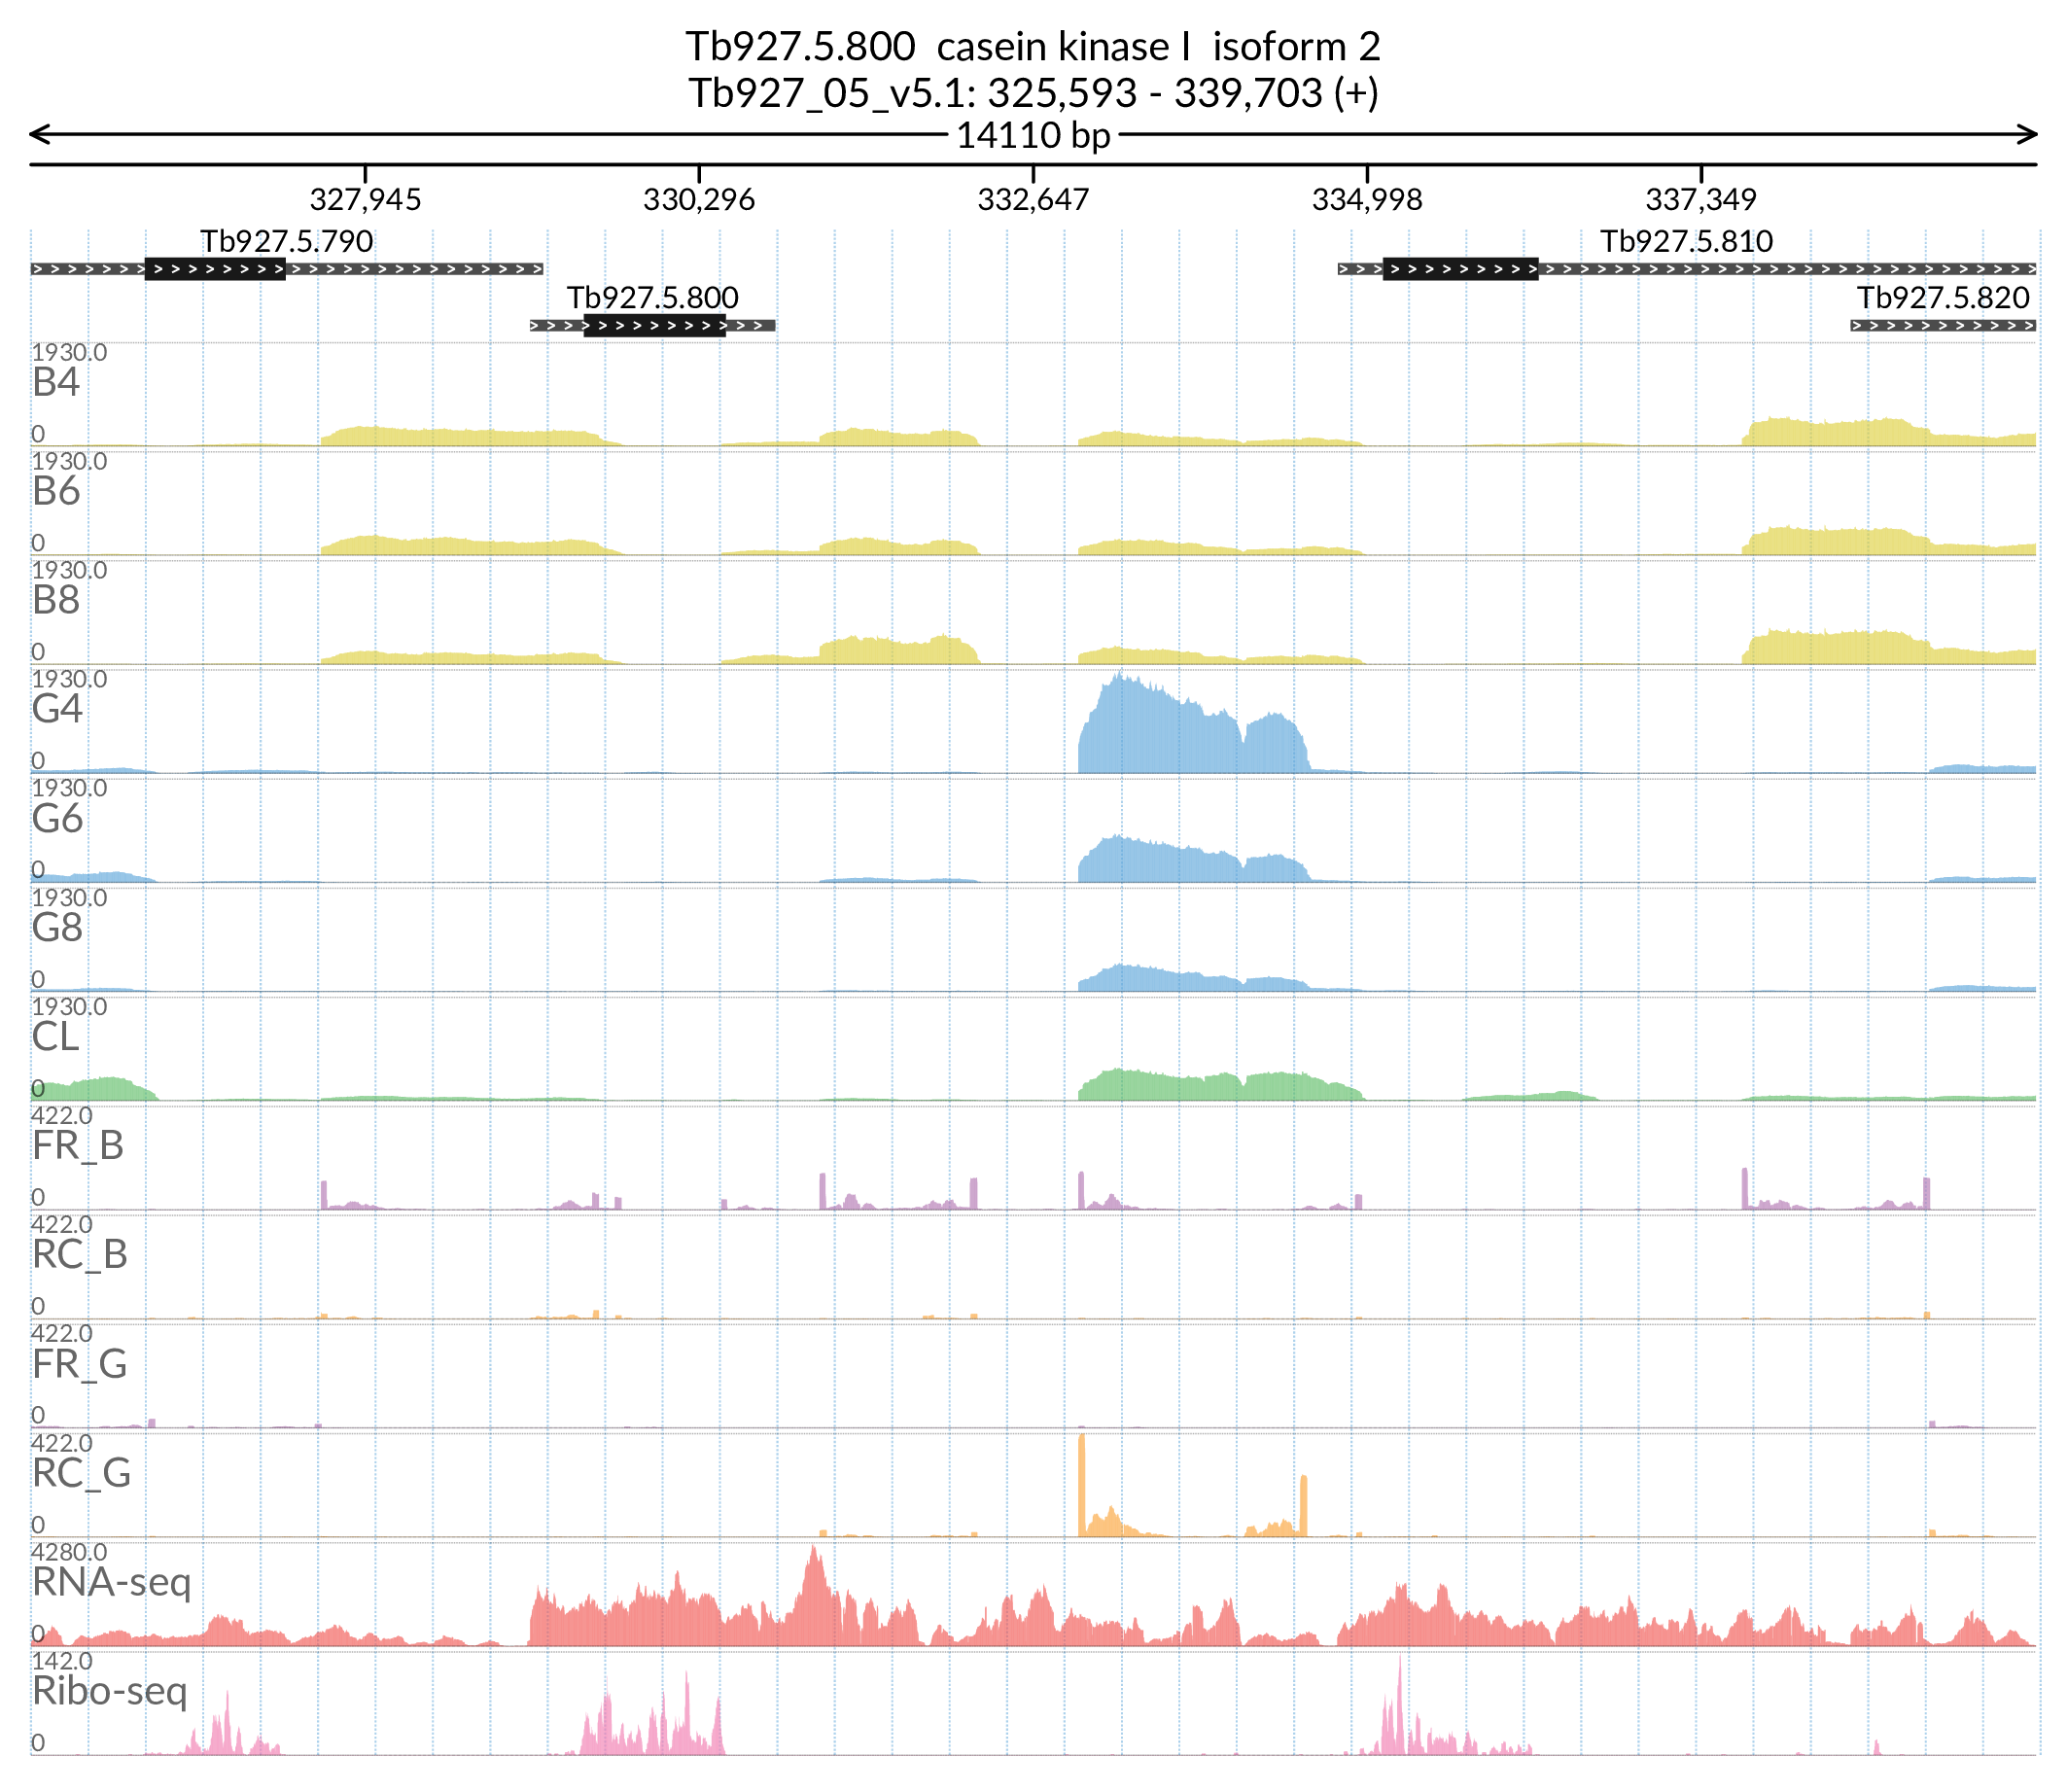 Tb927.5.800 casein kinase I isoform 2
Tb927_05_v5.1: 325,593 - 339,703 (+)
14110 bp
327,945 330,296 332,647 334,998 337,349
Tb927.5.790 Tb927.5.810
Tb927.5.800 Tb927.5.820
1930.0
B4
0
1930.0
B6
0
1930.0
B8
0
1930.0
G4
0
1930.0
G6
0
1930.0
G8
0
1930.0
CL
0
422.0
FR_B
0
422.0
RC_B
0
422.0
FR_G
0
422.0
RC_G
0
4280.0
RNA-seq
0
142.0
Ribo-seq
0